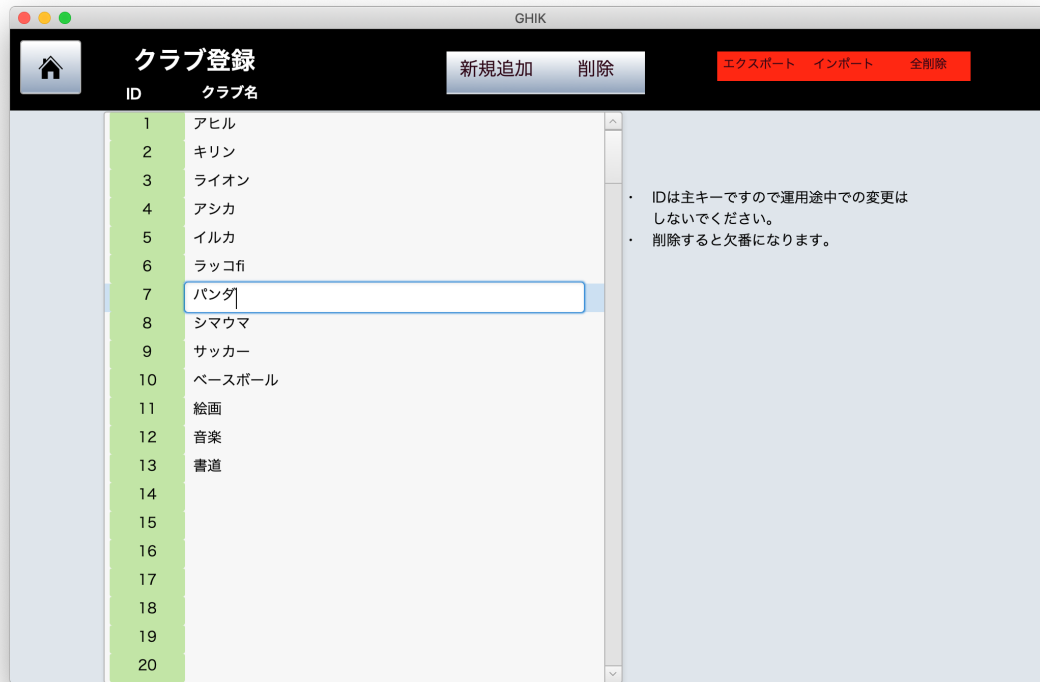 GHIK
クラブ登録
新規追加 削除
エクスポート インポート 全削除
ID クラブ名
1 アヒル
2 キリン
3 ライオン
4 アシカ
5 イルカ
6 ラッコfi
7 パンダ
8 シマウマ
9 サッカー
10 ベースボール
11 絵画
12 音楽
13 書道
14
15
16
17
18
19
20
・ IDは主キーですので運用途中での変更は
しないでください。
・ 削除すると欠番になります。